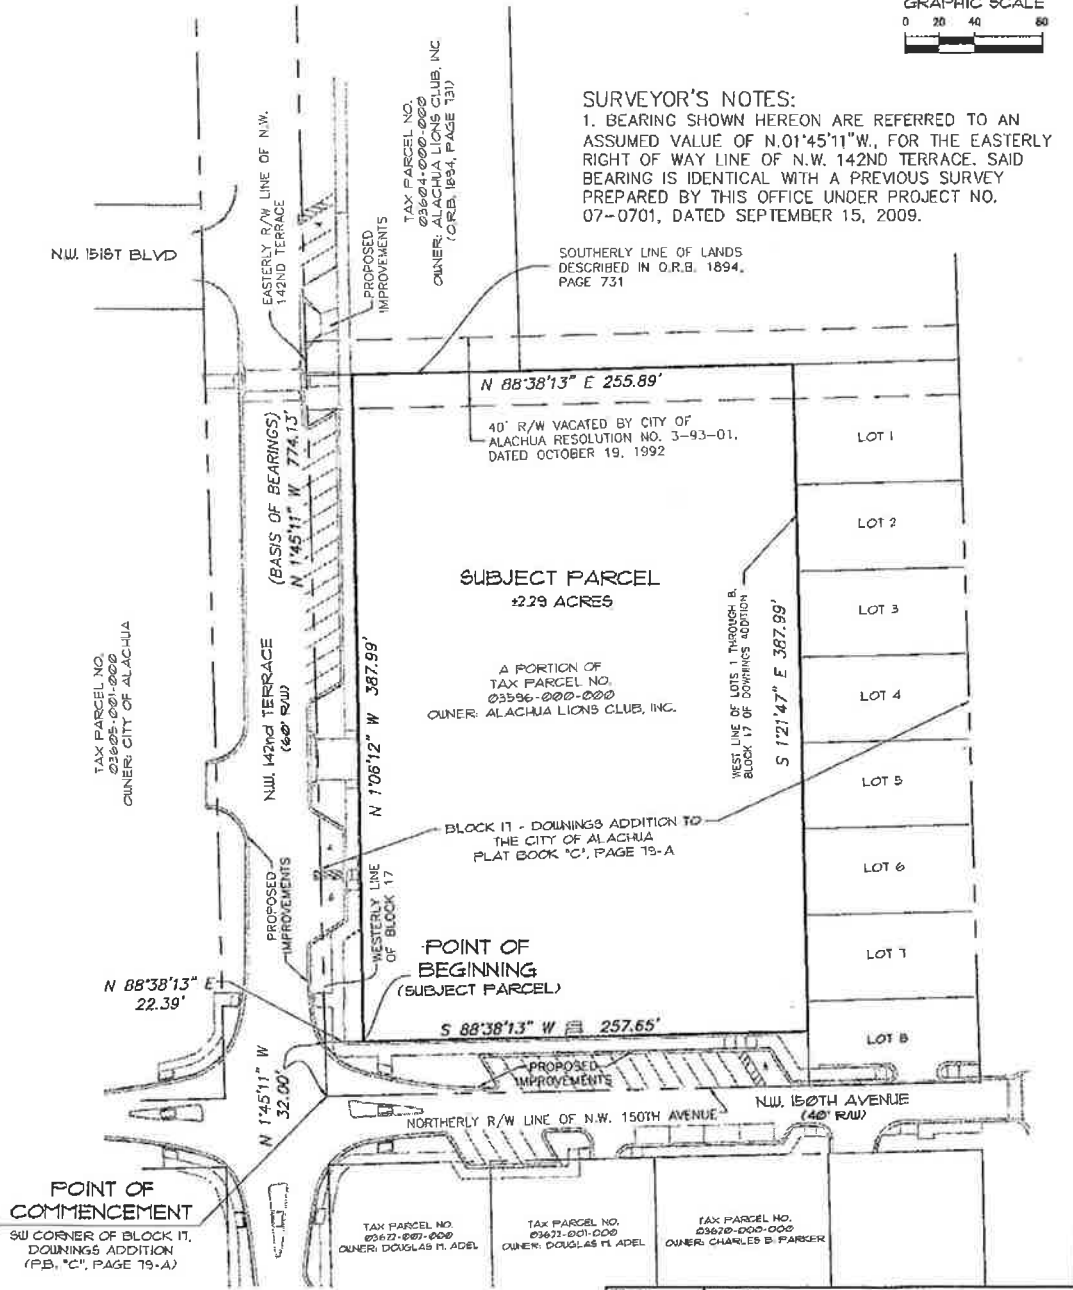 GRAPHIC SCALE
0 20 40 80
SURVEYOR'S NOTES:
1. BEARING SHOWN HEREON ARE REFERRED TO AN
ASSUMED VALUE OF N.01°45'11"W., FOR THE EASTERLY
RIGHT OF WAY LINE OF N.W. 142ND TERRACE. SAID
BEARING IS IDENTICAL WITH A PREVIOUS SURVEY
PREPARED BY THIS OFFICE UNDER PROJECT NO.
07-0701, DATED SEPTEMBER 15, 2009.
TAX PARCEL NO.
03604-000-000
OWNER: ALACHUA LIONS CLUB, INC
(O.R.B. 1894, PAGE 731)
EASTERLY R/W LINE OF N.W.
142ND TERRACE
PROPOSED
IMPROVEMENTS
N.W. 151ST BLVD
SOUTHERLY LINE OF LANDS
DESCRIBED IN O.R.B. 1894,
PAGE 731
N 88°38'13" E 255.89'
40' R/W VACATED BY CITY OF
ALACHUA RESOLUTION NO. 3-93-01,
DATED OCTOBER 19, 1992
(BASIS OF BEARINGS)
N 1°45'11" W 774.13'
LOT 1
LOT 2
LOT 3
LOT 4
LOT 5
LOT 6
LOT 7
LOT 8
SUBJECT PARCEL
±2.29 ACRES
A PORTION OF
TAX PARCEL NO.
03596-000-000
OWNER: ALACHUA LIONS CLUB, INC.
WEST LINE OF LOTS 1 THROUGH 8,
BLOCK 17 OF DOWNINGS ADDITION
S 1°21'47" E 387.99'
TAX PARCEL NO.
03605-001-000
OWNER: CITY OF ALACHUA
N.W. 142nd TERRACE
(60' R/W)
N 1°06'12" W 387.99'
BLOCK 17 - DOWNINGS ADDITION TO
THE CITY OF ALACHUA
PLAT BOOK "C", PAGE 79-A
PROPOSED
IMPROVEMENTS
WESTERLY LINE
OF BLOCK 17
POINT OF
BEGINNING
(SUBJECT PARCEL)
N 88°38'13" E
22.39'
S 88°38'13" W 257.65'
N 1°45'11" W
32.00'
PROPOSED
IMPROVEMENTS
NORTHERLY R/W LINE OF N.W. 150TH AVENUE
N.W. 150TH AVENUE
(40' R/W)
POINT OF
COMMENCEMENT
SW CORNER OF BLOCK 17,
DOWNINGS ADDITION
(P.B. "C", PAGE 79-A)
TAX PARCEL NO.
03622-007-000
OWNER: DOUGLAS M. ADEL
TAX PARCEL NO.
03622-001-000
OWNER: DOUGLAS M. ADEL
TAX PARCEL NO.
03620-000-000
OWNER: CHARLES B. PARKER